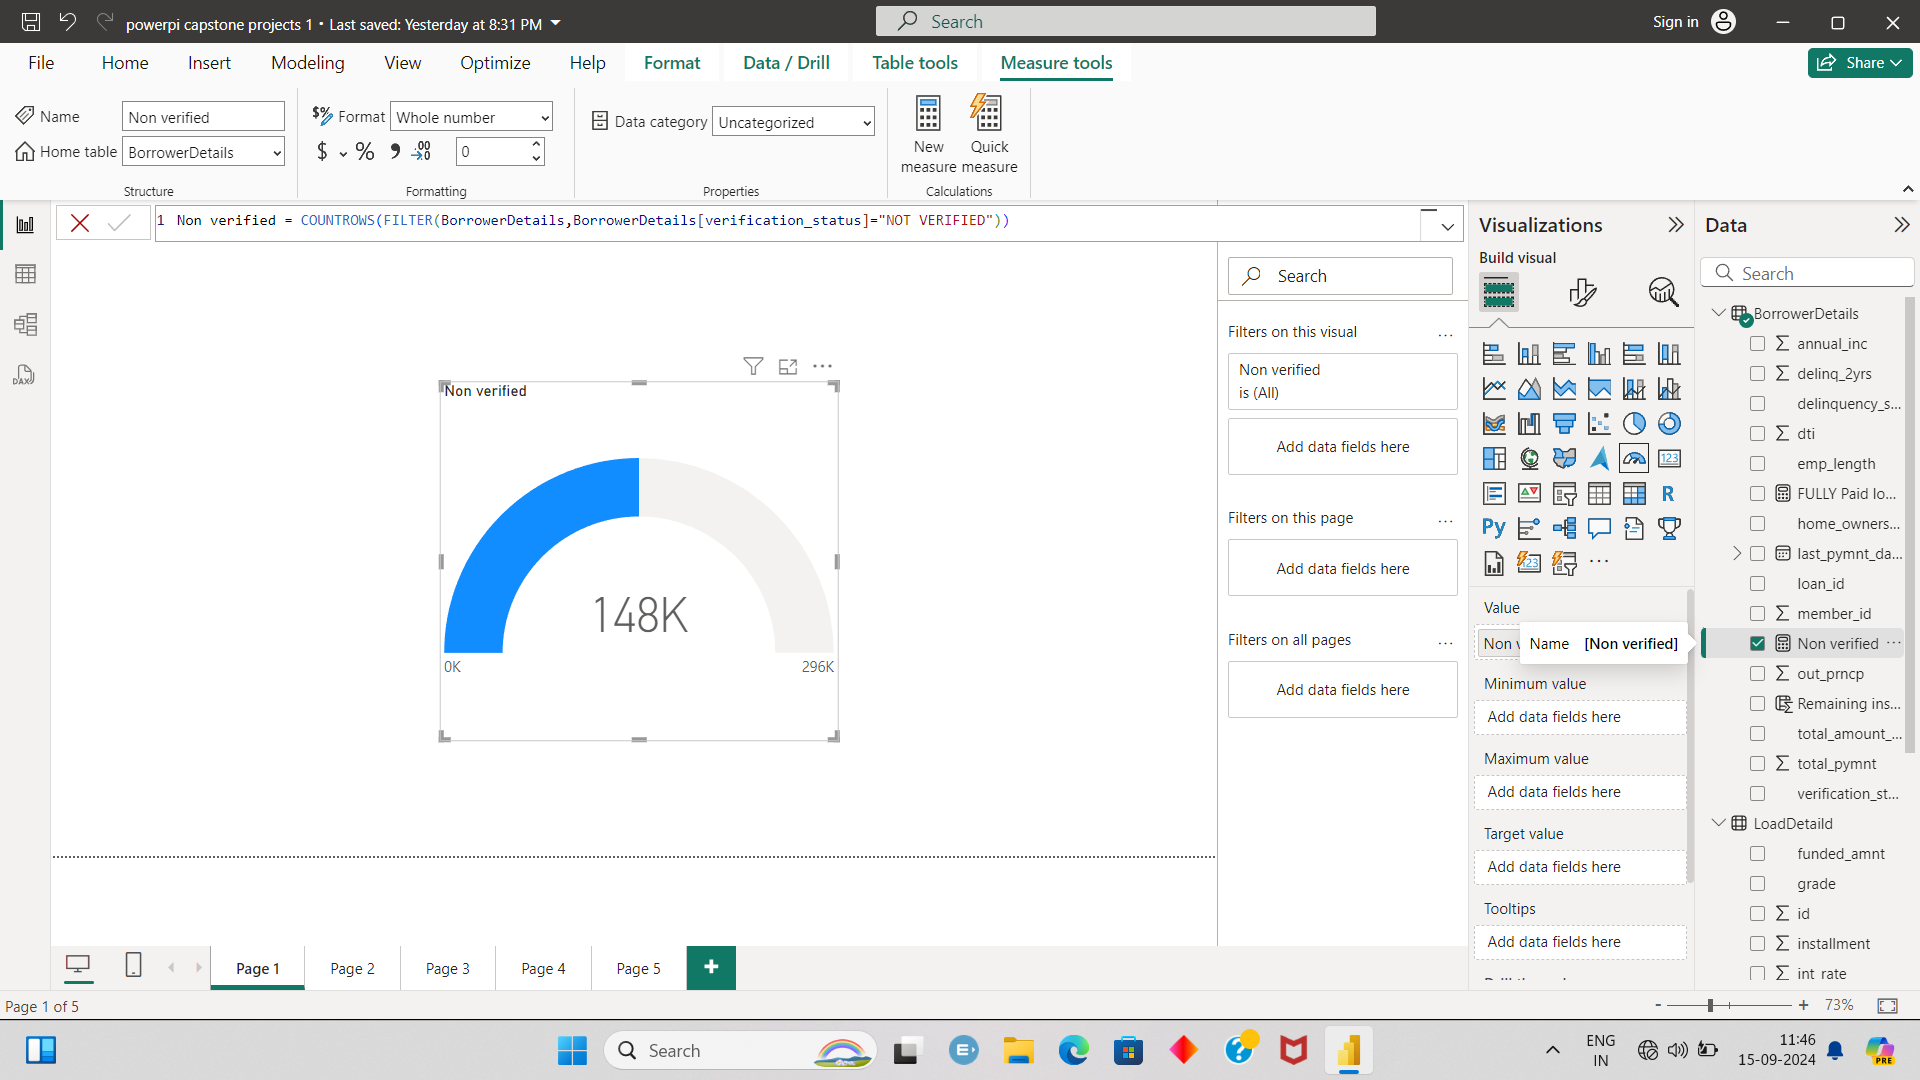 powerpi capstone projects 1 • Last saved: Yesterday at 8:31 PM
Search
Sign in
File Home Insert Modeling View Optimize Help Format Data / Drill Table tools Measure tools
Share
Name Non verified
Format Whole number
Data category Uncategorized
Home table BorrowerDetails
$ % 0
New measure
Quick measure
Structure
Formatting
Properties
Calculations
1 Non verified = COUNTROWS(FILTER(BorrowerDetails,BorrowerDetails[verification_status]="NOT VERIFIED"))
Non verified
148K
0K
296K
Search
Filters on this visual
Non verified
is (All)
Add data fields here
Filters on this page
Add data fields here
Filters on all pages
Add data fields here
Visualizations
Build visual
123
R
Py
123
Value
Non v
Name [Non verified]
Minimum value
Add data fields here
Maximum value
Add data fields here
Target value
Add data fields here
Tooltips
Add data fields here
Data
Search
BorrowerDetails
annual_inc
delinq_2yrs
delinquency_s...
dti
emp_length
FULLY Paid lo...
home_owners...
last_pymnt_da...
loan_id
member_id
Non verified
out_prncp
Remaining ins...
total_amount_...
total_pymnt
verification_st...
LoadDetaild
funded_amnt
grade
id
installment
int_rate
Page 1
Page 2
Page 3
Page 4
Page 5
+
Page 1 of 5
- + 73%
Search
ENG
IN
11:46
15-09-2024
PRE